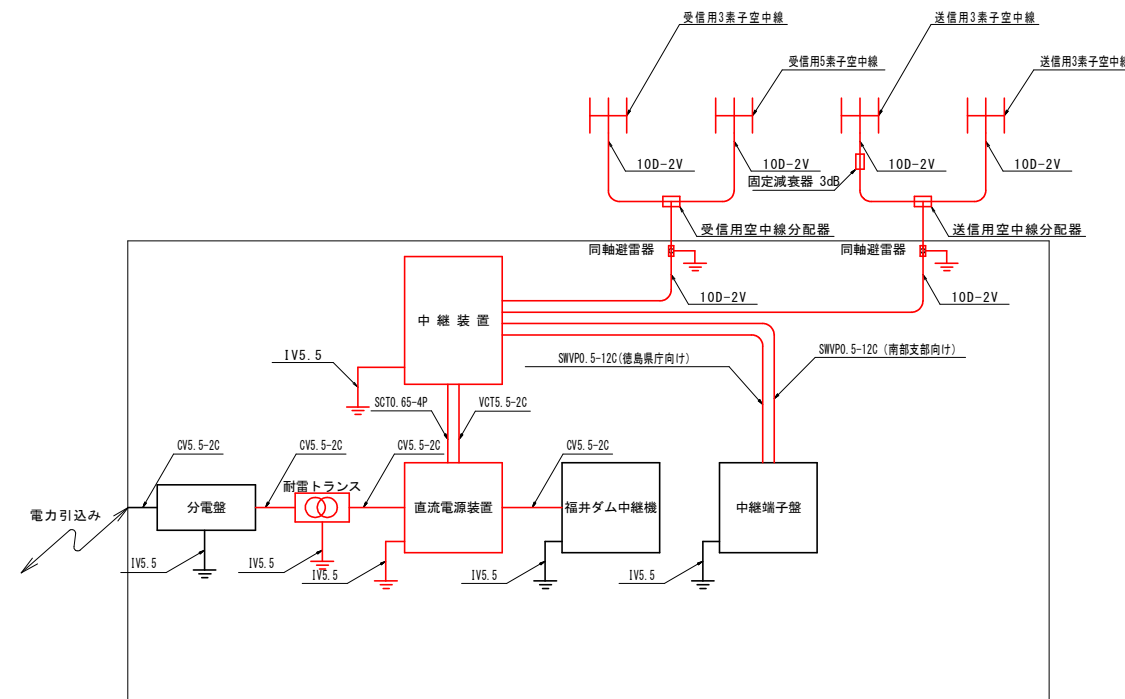 受信用3素子空中線
送信用3素子空中線
受信用5素子空中線
送信用3素子空中線
10D-2V
10D-2V
10D-2V
10D-2V
固定減衰器 3dB
受信用空中線分配器
送信用空中線分配器
同軸避雷器
同軸避雷器
10D-2V
10D-2V
中継装置
IV5.5
SWVP0.5-12C(徳島県庁向け)
SWVP0.5-12C (南部支部向け)
SCT0.65-4P
VCT5.5-2C
CV5.5-2C
CV5.5-2C
CV5.5-2C
CV5.5-2C
耐雷トランス
電力引込み
分電盤
直流電源装置
福井ダム中継機
中継端子盤
IV5.5
IV5.5
IV5.5
IV5.5
IV5.5